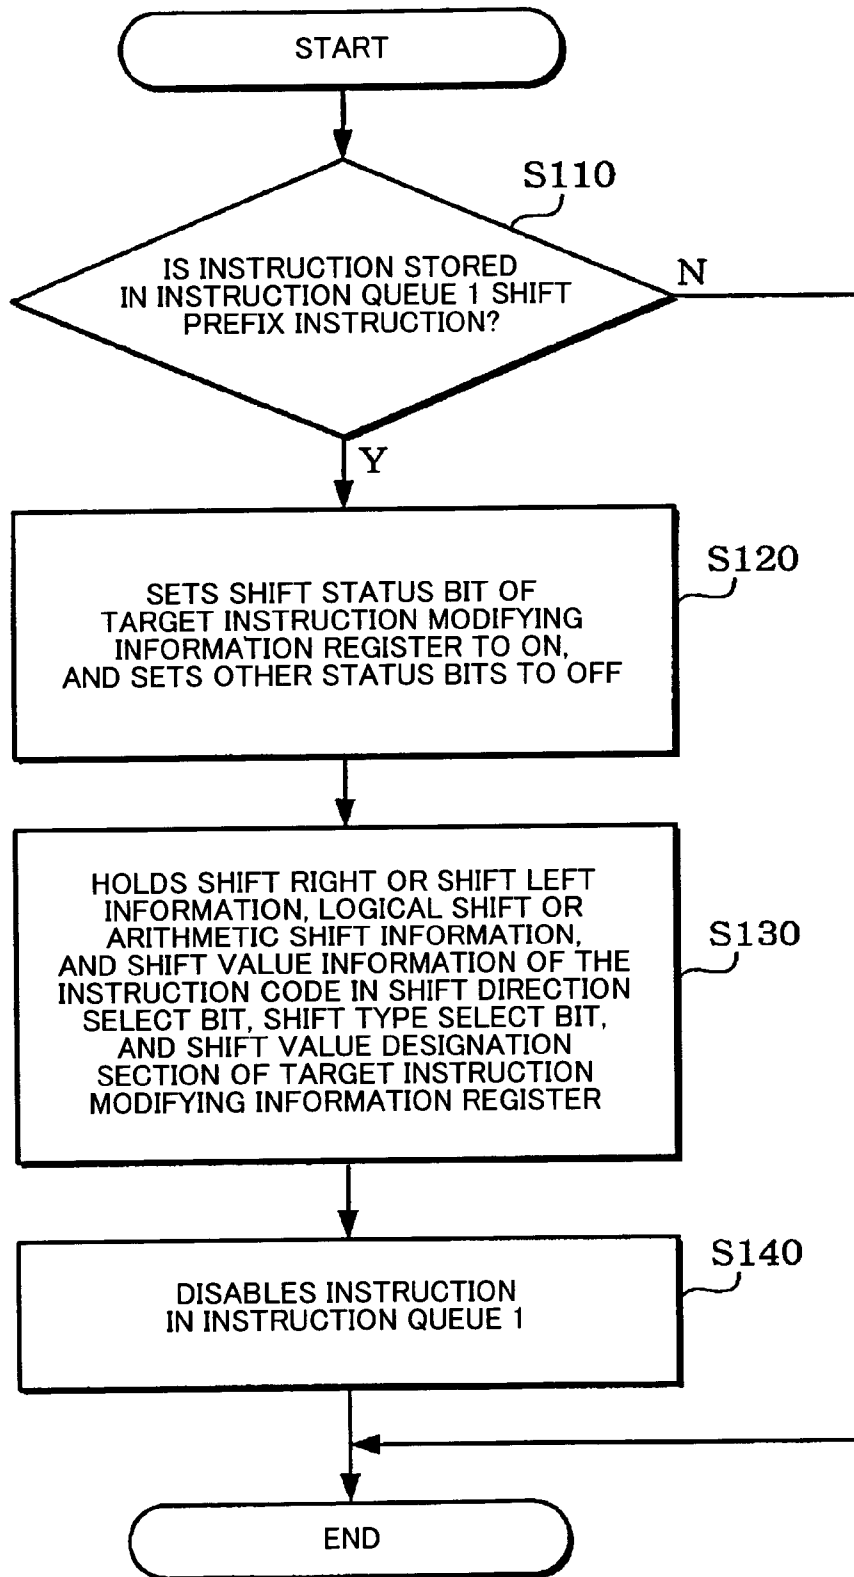 START
S110
IS INSTRUCTION STORED
IN INSTRUCTION QUEUE 1 SHIFT
PREFIX INSTRUCTION?
N
Y
S120
SETS SHIFT STATUS BIT OF
TARGET INSTRUCTION MODIFYING
INFORMATION REGISTER TO ON,
AND SETS OTHER STATUS BITS TO OFF
S130
HOLDS SHIFT RIGHT OR SHIFT LEFT
INFORMATION, LOGICAL SHIFT OR
ARITHMETIC SHIFT INFORMATION,
AND SHIFT VALUE INFORMATION OF THE
INSTRUCTION CODE IN SHIFT DIRECTION
SELECT BIT, SHIFT TYPE SELECT BIT,
AND SHIFT VALUE DESIGNATION
SECTION OF TARGET INSTRUCTION
MODIFYING INFORMATION REGISTER
S140
DISABLES INSTRUCTION
IN INSTRUCTION QUEUE 1
END